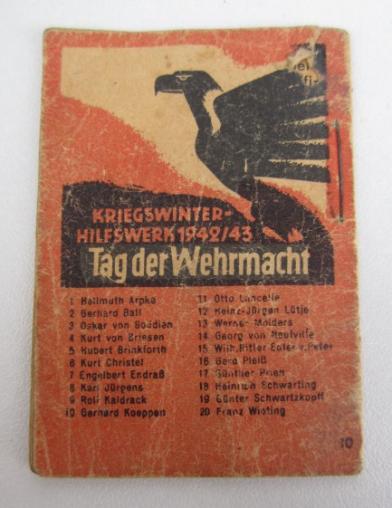 KRIEGSWINTER-
HILFSWERK 1942/43
Tag der Wehrmacht
1 Hellmuth Arpke
2 Gerhard Ball
3 Oskar von Boddien
4 Kurt von Briesen
5 Hubert Brinkforth
6 Kurt Christel
7 Engelbert Endraß
8 Karl Jürgens
9 Rolf Kaldrack
10 Gerhard Koeppen
11 Otto Lancelle
12 Heinz-Jürgen Lütje
13 Werner Mölders
14 Georg von
15 Wilh. Ritter
16 Gerd Pleiß
17 Günther Prien
18 Heinrich Schwarting
19 Günter Schwartzkopff
20 Franz Wioting
10